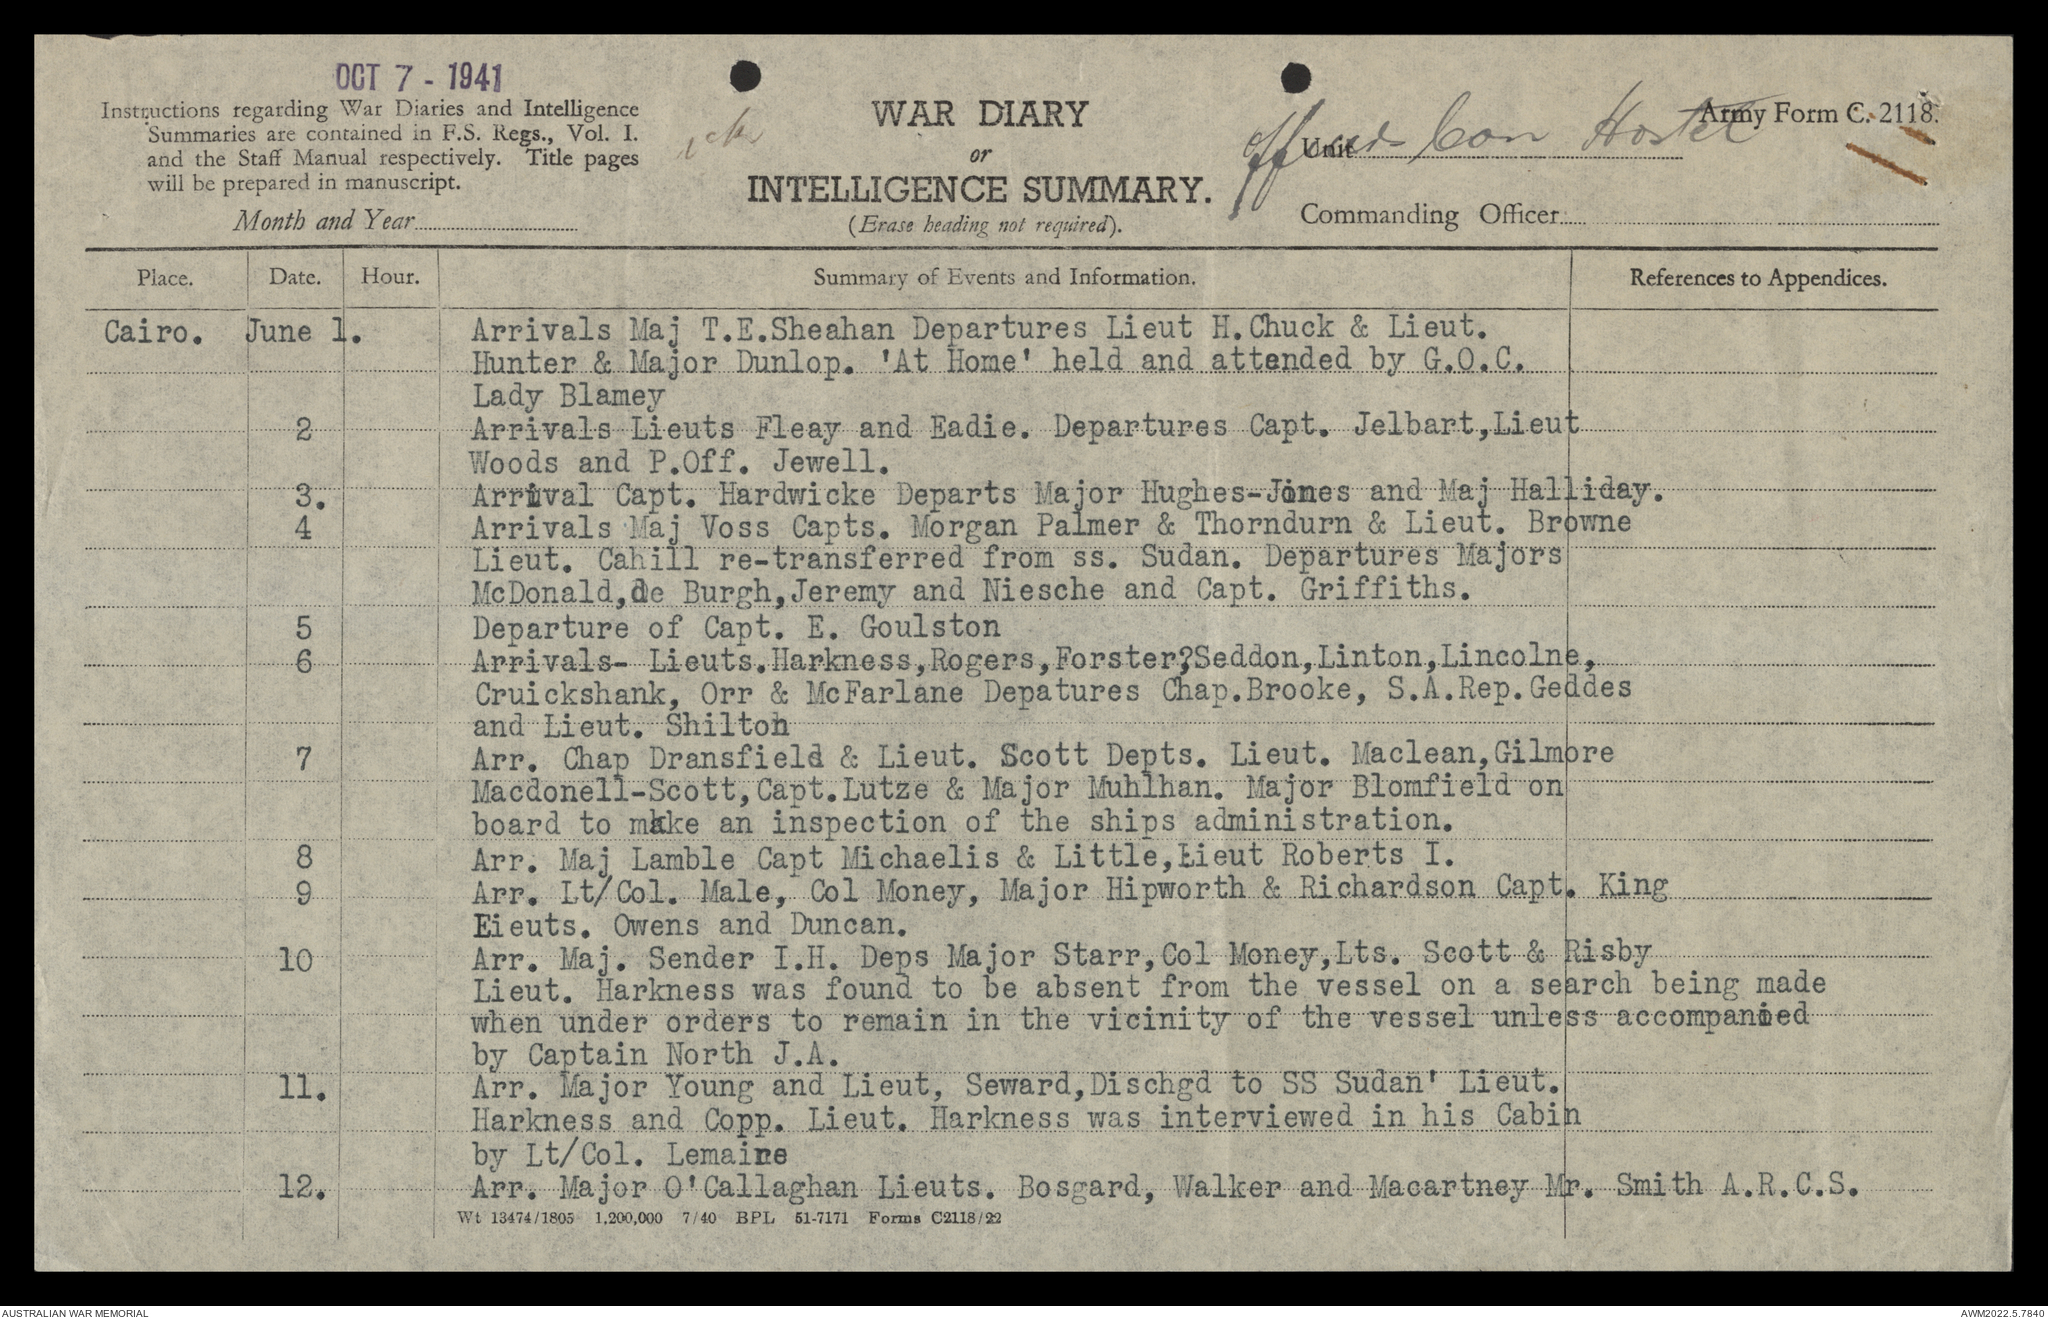 OCT 7 - 1941
Instructions regarding War Diaries and Intelligence
Summaries are contained in F.S. Regs., Vol. I.
and the Staff Manual respectively. Title pages
will be prepared in manuscript.
Month and Year
WAR DIARY
or
INTELLIGENCE SUMMARY.
(Erase heading not required).
Army Form C. 2118.
Unit Officers Con Hostel
Commanding Officer
Place. Date. Hour. Summary of Events and Information. References to Appendices.
Cairo. June 1. Arrivals Maj T.E.Sheahan Departures Lieut H.Chuck & Lieut.
Hunter & Major Dunlop. 'At Home' held and attended by G.O.C.
Lady Blamey
2 Arrivals Lieuts Fleay and Eadie. Departures Capt. Jelbart,Lieut
Woods and P.Off. Jewell.
3. Arrival Capt. Hardwicke Departs Major Hughes-Jones and Maj Halliday.
4 Arrivals Maj Voss Capts. Morgan Palmer & Thorndurn & Lieut. Browne
Lieut. Cahill re-transferred from ss. Sudan. Departures Majors
McDonald,de Burgh,Jeremy and Niesche and Capt. Griffiths.
5 Departure of Capt. E. Goulston
6 Arrivals- Lieuts.Harkness,Rogers,Forster?Seddon,Linton,Lincolne,
Cruickshank, Orr & McFarlane Depatures Chap.Brooke, S.A.Rep.Geddes
and Lieut. Shilton
7 Arr. Chap Dransfield & Lieut. Scott Depts. Lieut. Maclean,Gilmore
Macdonell-Scott,Capt.Lutze & Major Muhlhan. Major Blomfield on
board to make an inspection of the ships administration.
8 Arr. Maj Lamble Capt Michaelis & Little,Lieut Roberts I.
9 Arr. Lt/Col. Male, Col Money, Major Hipworth & Richardson Capt. King
Lieuts. Owens and Duncan.
10 Arr. Maj. Sender I.H. Deps Major Starr,Col Money,Lts. Scott & Risby
Lieut. Harkness was found to be absent from the vessel on a search being made
when under orders to remain in the vicinity of the vessel unless accompanied
by Captain North J.A.
11. Arr. Major Young and Lieut, Seward,Dischgd to SS Sudan' Lieut.
Harkness and Copp. Lieut. Harkness was interviewed in his Cabin
by Lt/Col. Lemaire
12. Arr. Major O'Callaghan Lieuts. Bosgard, Walker and Macartney Mr. Smith A.R.C.S.
Wt 13474/1805 1,200,000 7/40 BPL 51-7171 Forms C2118/22
AUSTRALIAN WAR MEMORIAL
AWM2022.5.7840